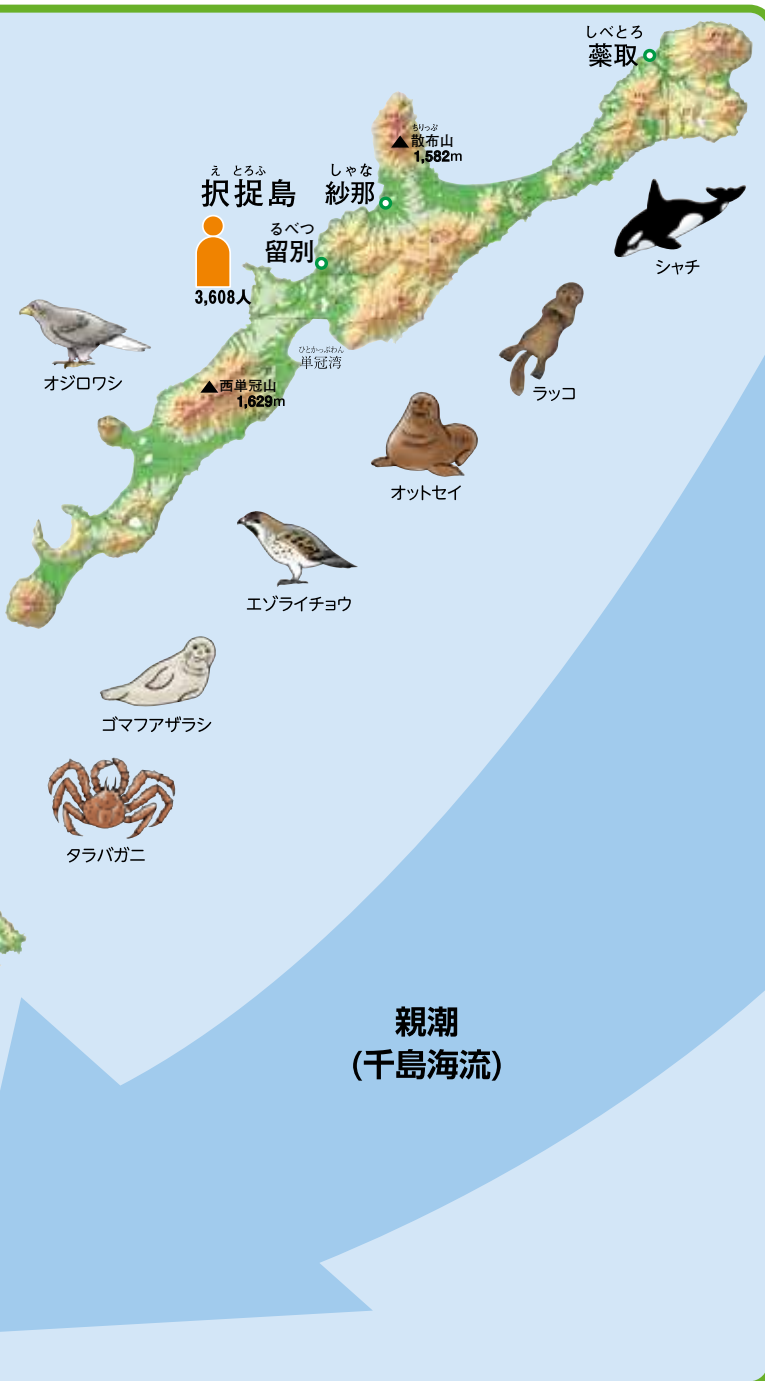 しべとろ
蘂取
ちりっぷ
散布山
1,582m
え とろふ
択捉島
しゃな
紗那
るべつ
留別
3,608人
シャチ
ひとかっぷわん
単冠湾
オジロワシ
西単冠山
1,629m
ラッコ
オットセイ
エゾライチョウ
ゴマフアザラシ
タラバガニ
親潮
(千島海流)